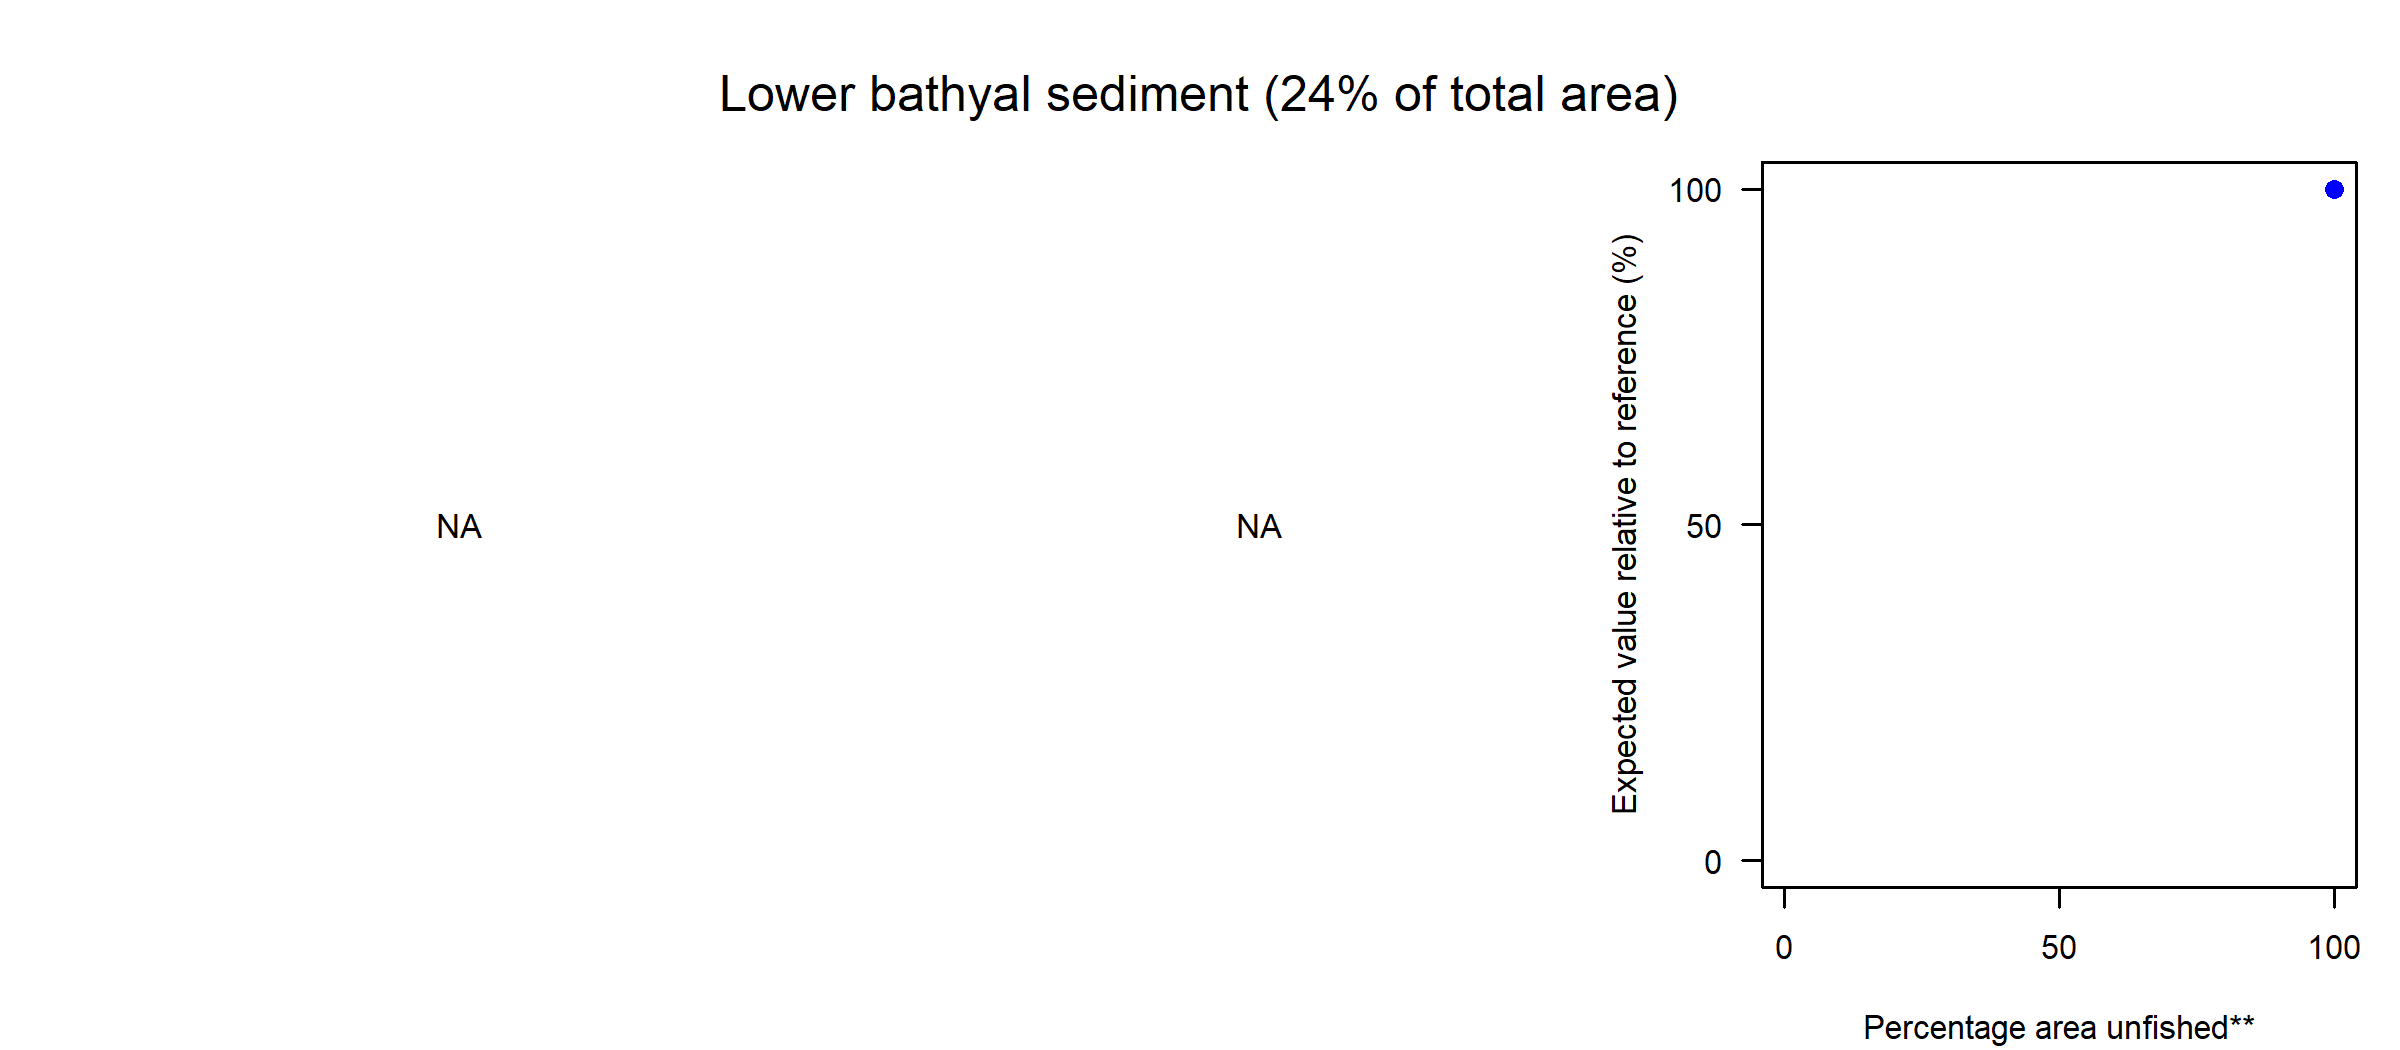 Lower bathyal sediment (24% of total area)
NA
NA
Expected value relative to reference (%)
100
50
0
0 50 100
Percentage area unfished**